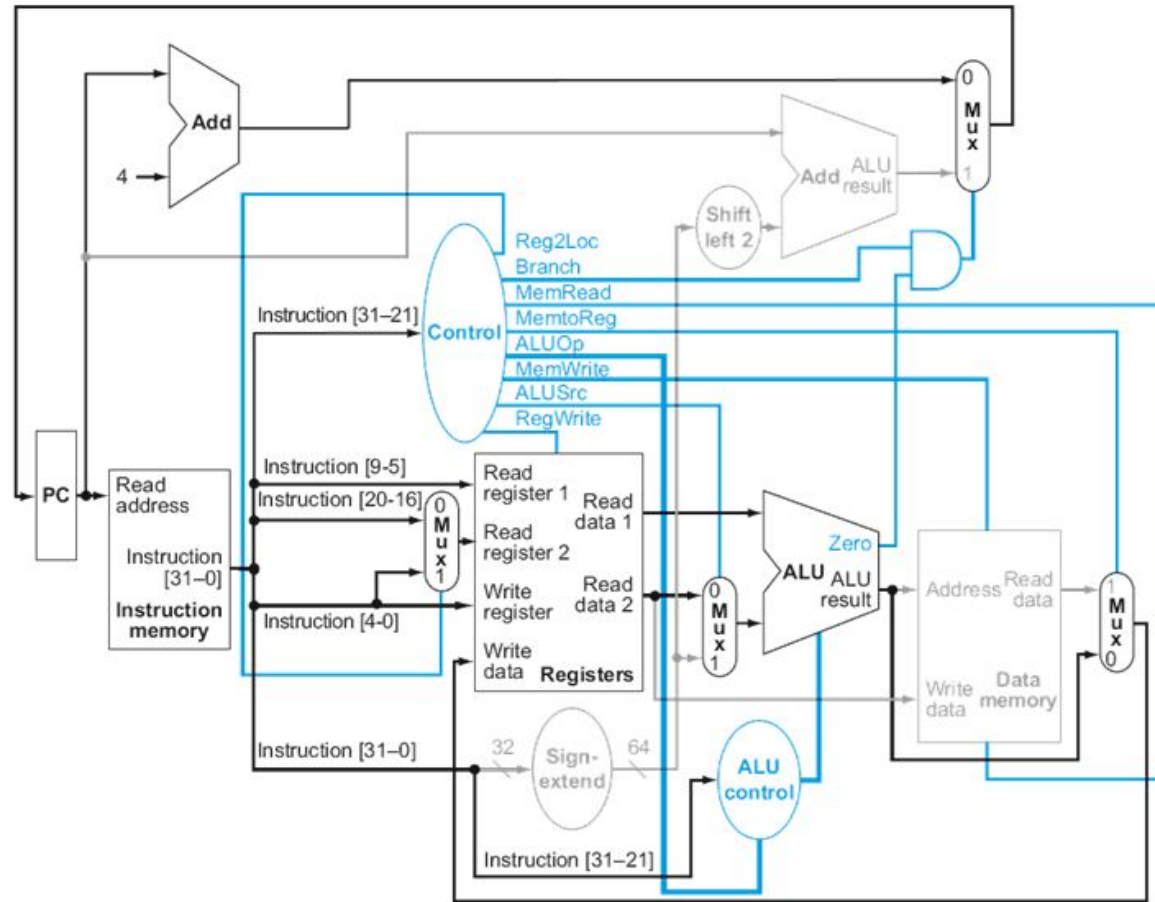 0
M
u
x
1
Add
4
Add
ALU
result
Shift
left 2
Reg2Loc
Branch
MemRead
MemtoReg
ALUOp
MemWrite
ALUSrc
RegWrite
Instruction [31–21]
Control
PC
Read
address
Instruction
[31–0]
Instruction
memory
Instruction [9-5]
Instruction [20-16]
Instruction [4-0]
0
M
u
x
1
Read
register 1
Read
register 2
Write
register
Write
data
Read
data 1
Read
data 2
Registers
0
M
u
x
1
Zero
ALU
ALU
result
Address
Read
data
Write
data
Data
memory
1
M
u
x
0
Instruction [31–0]
32
Sign-
extend
64
ALU
control
Instruction [31–21]